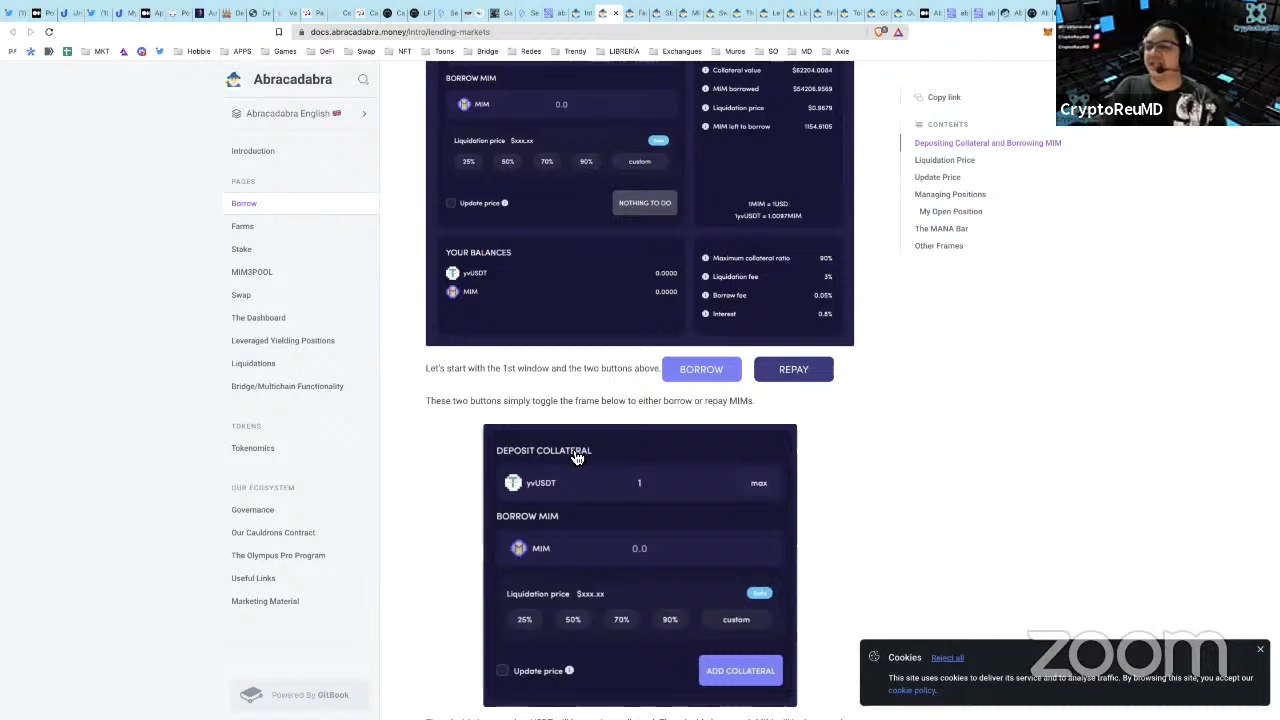 docs.abracadabra.money/intro/lending-markets
MKT
Hobbie
APPS
Games
DeFi
Swap
NFT
Toons
Bridge
Redes
Trendy
LIBRERÍA
Exchangues
Muros
SO
MD
Axie
Abracadabra
Abracadabra English
Introduction
PAGES
Borrow
Farms
Stake
MIM3POOL
Swap
The Dashboard
Leveraged Yielding Positions
Liquidations
Bridge/Multichain Functionality
TOKENS
Tokenomics
OUR ECOSYSTEM
Governance
Our Cauldrons Contract
The Olympus Pro Program
Useful Links
Marketing Material
Powered By GitBook
BORROW MIM
MIM 0.0
Liquidation price $xxx.xx Safe
25% 50% 70% 90% custom
Update price NOTHING TO DO
YOUR BALANCES
yvUSDT 0.0000
MIM 0.0000
Collateral value $62204.0084
MIM borrowed $54206.9569
Liquidation price $0.9679
MIM left to borrow 1154.6105
1MIM = 1USD
1yvUSDT = 1.0097MIM
Maximum collateral ratio 90%
Liquidation fee 3%
Borrow fee 0.05%
Interest 0.8%
Let's start with the 1st window and the two buttons above. BORROW REPAY
These two buttons simply toggle the frame below to either borrow or repay MIMs.
DEPOSIT COLLATERAL
yvUSDT 1 max
BORROW MIM
MIM 0.0
Liquidation price $xxx.xx Safe
25% 50% 70% 90% custom
Update price ADD COLLATERAL
Copy link
CONTENTS
Depositing Collateral and Borrowing MIM
Liquidation Price
Update Price
Managing Positions
My Open Position
The MANA Bar
Other Frames
CryptoReuMD
CryptoReuMD
CryptoReuMD
Cookies Reject all
This site uses cookies to deliver its service and to analyse traffic. By browsing this site, you accept our
cookie policy.
zoom